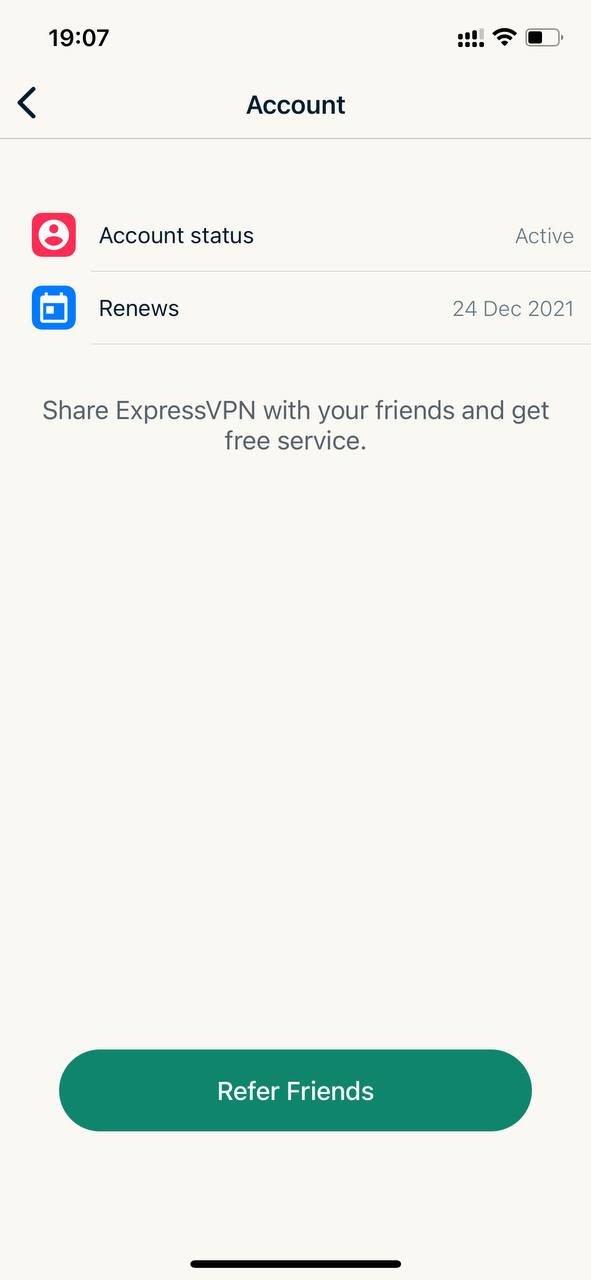 19:07
Account
Account status Active
Renews 24 Dec 2021
Share ExpressVPN with your friends and get
free service.
Refer Friends